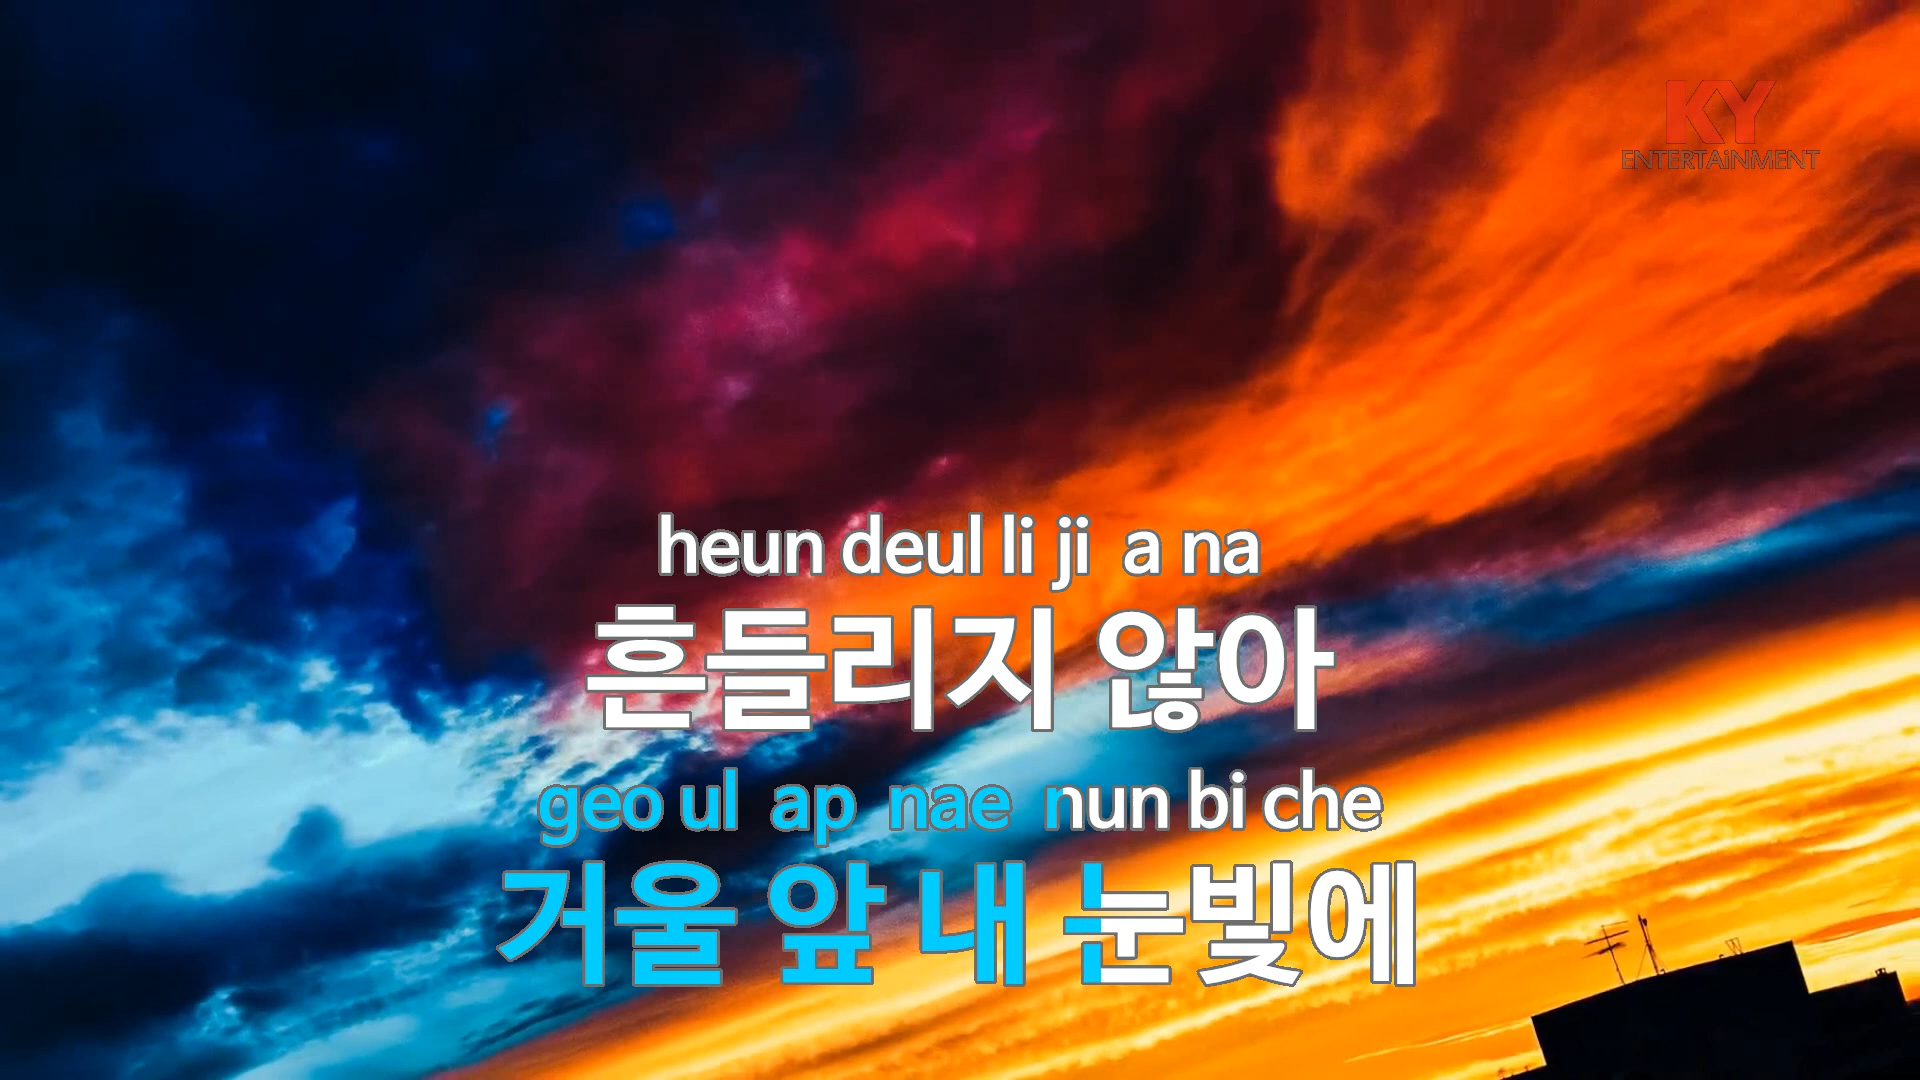 KY
ENTERTAiNMENT
heun deul li ji a na
흔들리지 않아
geo ul ap nae nun bi che
거울 앞 내 눈빛에